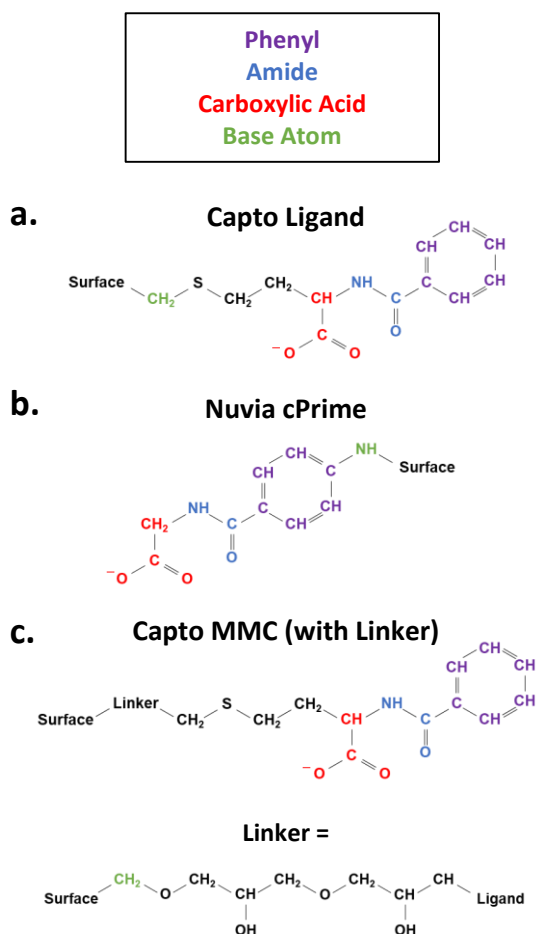 Phenyl
Amide
Carboxylic Acid
Base Atom
a. Capto Ligand
CH
CH CH
Surface S CH₂ NH C CH
CH₂ CH₂ CH C CH
C O
⁻O O
b. Nuvia cPrime
CH NH
CH C Surface
NH C CH
CH₂ C CH CH
C O
⁻O O
c. Capto MMC (with Linker)
CH
CH CH
Linker S CH₂ NH C CH
Surface CH₂ CH₂ CH C CH
C O
⁻O O
Linker =
CH₂ CH₂ CH₂ CH₂ CH
Surface O CH O CH Ligand
OH OH